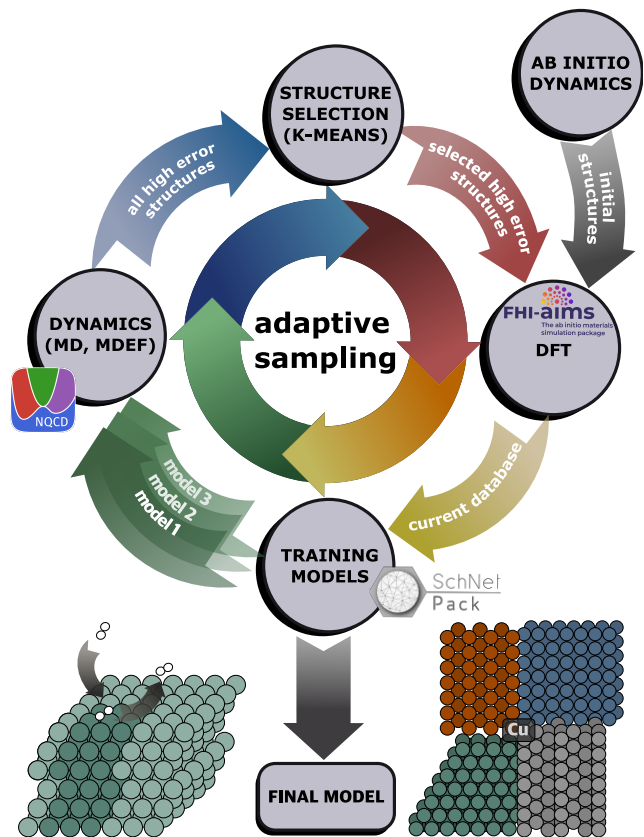 AB INITIO
DYNAMICS
STRUCTURE
SELECTION
(K-MEANS)
all high error
structures
selected high error
structures
initial
structures
DYNAMICS
(MD, MDEF)
NQCD
adaptive
sampling
FHI-aims
The ab initio materials
simulation package
DFT
model 3
model 2
model 1
current database
TRAINING
MODELS
SchNet
Pack
Cu
FINAL MODEL